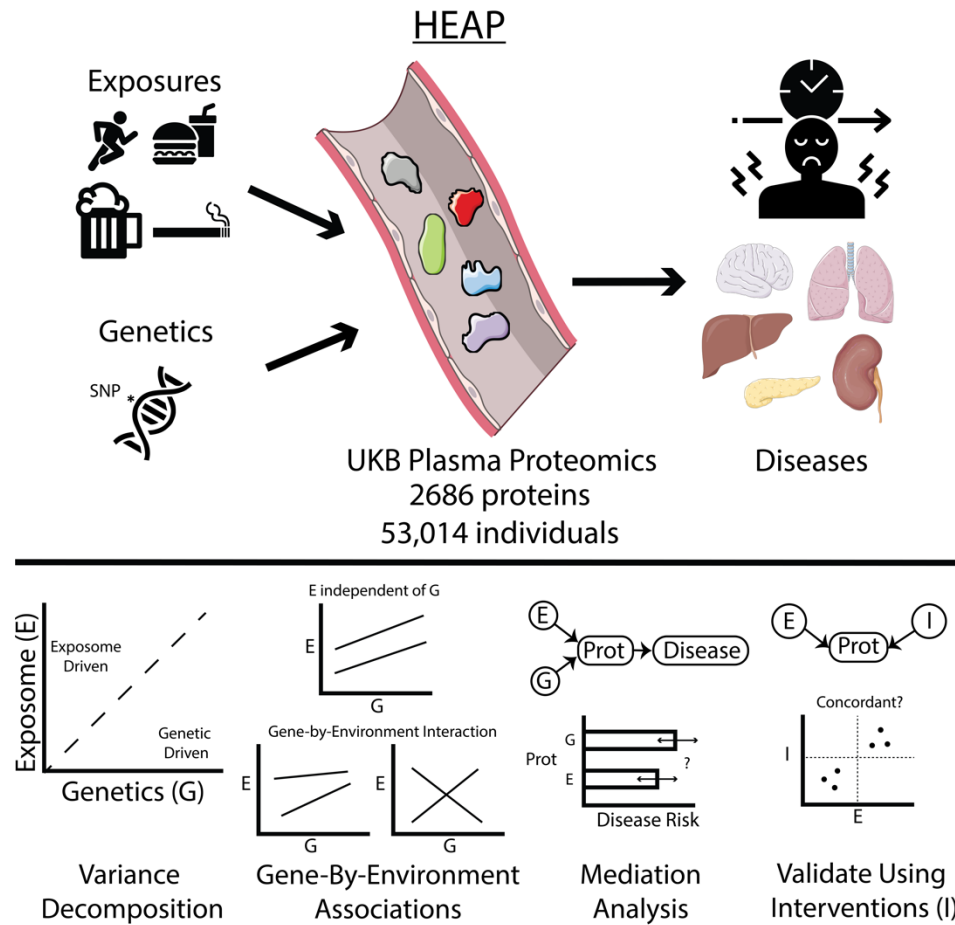 HEAP
Exposures
Genetics
SNP
*
UKB Plasma Proteomics
2686 proteins
53,014 individuals
Diseases
Exposome (E)
Exposome
Driven
Genetic
Driven
Genetics (G)
Variance
Decomposition
E independent of G
E
G
Gene-by-Environment Interaction
E
G
E
G
Gene-By-Environment
Associations
E
G
Prot
Disease
Prot
G
E
?
Disease Risk
Mediation
Analysis
E
I
Prot
Concordant?
I
E
Validate Using
Interventions (I)